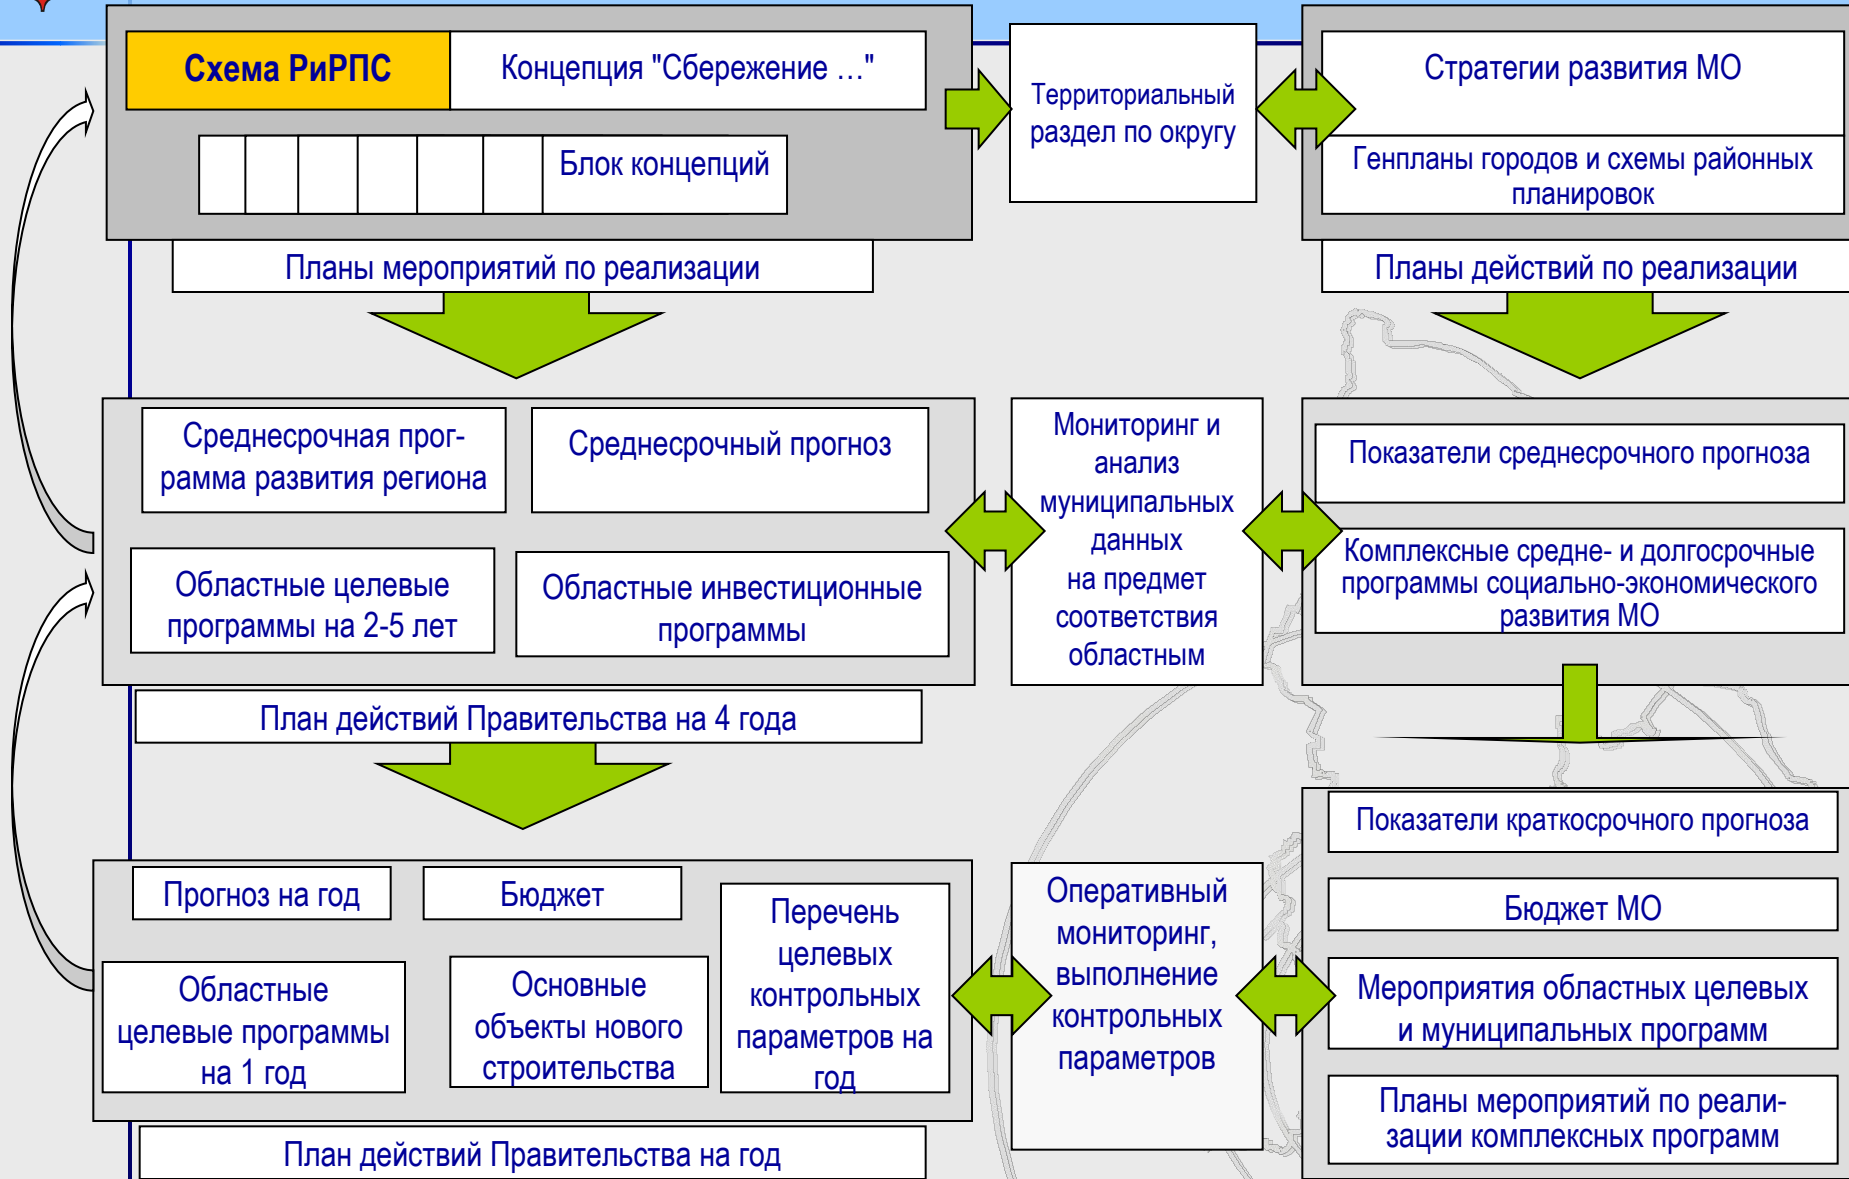 Схема РиРПС
Концепция "Сбережение …"
Блок концепций
Планы мероприятий по реализации
Территориальный
раздел по округу
Стратегии развития МО
Генпланы городов и схемы районных
планировок
Планы действий по реализации
Среднесрочная прог-
рамма развития региона
Среднесрочный прогноз
Областные целевые
программы на 2-5 лет
Областные инвестиционные
программы
План действий Правительства на 4 года
Мониторинг и
анализ
муниципальных
данных
на предмет
соответствия
областным
Показатели среднесрочного прогноза
Комплексные средне- и долгосрочные
программы социально-экономического
развития МО
Прогноз на год
Бюджет
Перечень
целевых
контрольных
параметров на
год
Областные
целевые программы
на 1 год
Основные
объекты нового
строительства
План действий Правительства на год
Оперативный
мониторинг,
выполнение
контрольных
параметров
Показатели краткосрочного прогноза
Бюджет МО
Мероприятия областных целевых
и муниципальных программ
Планы мероприятий по реали-
зации комплексных программ